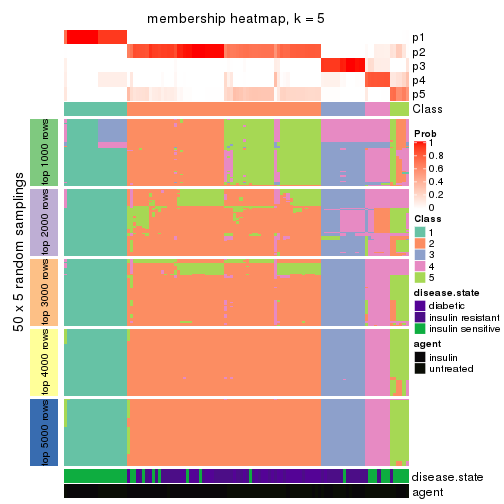 membership heatmap, k = 5
p1
p2
p3
p4
p5
Class
50 x 5 random samplings
top 1000 rows
top 2000 rows
top 3000 rows
top 4000 rows
top 5000 rows
Prob
1
0.8
0.6
0.4
0.2
0
Class
1
2
3
4
5
disease.state
diabetic
insulin resistant
insulin sensitive
agent
insulin
untreated
disease.state
agent